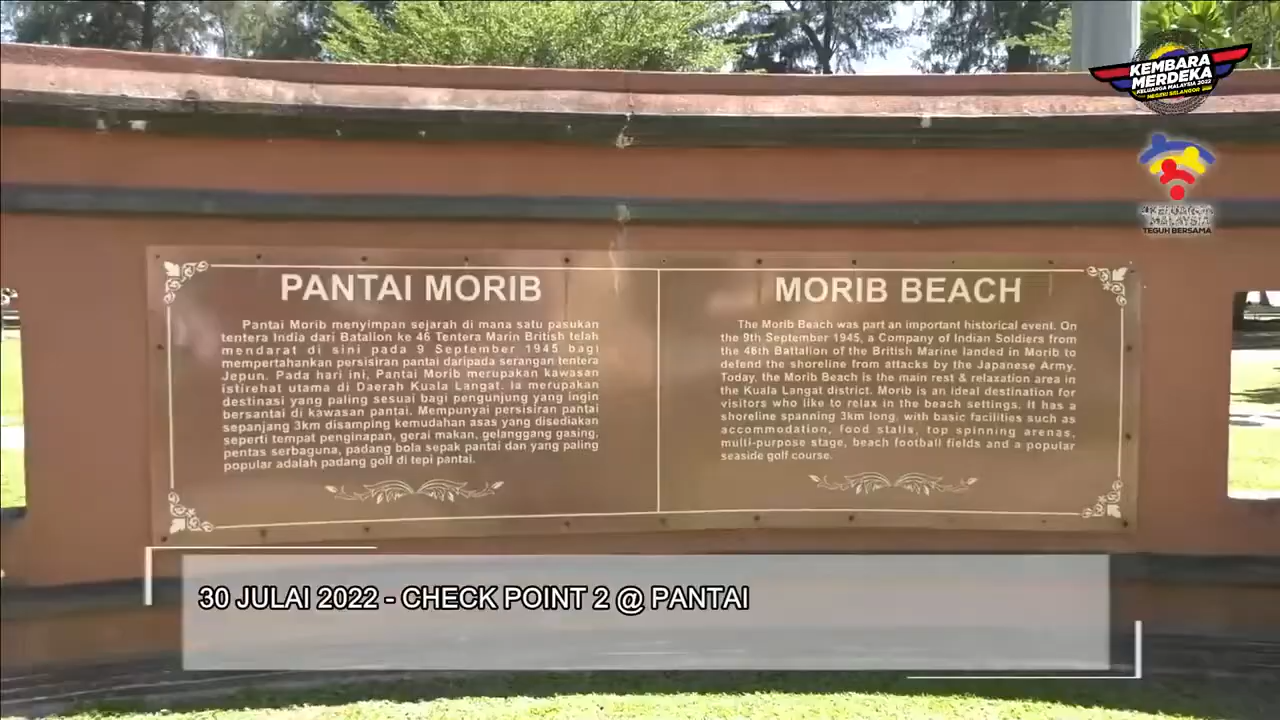 KEMBARA
MERDEKA
KELUARGA MALAYSIA 2022
NEGERI SELANGOR
#KELUARGA
MALAYSIA
TEGUH BERSAMA
PANTAI MORIB
Pantai Morib menyimpan sejarah di mana satu pasukan
tentera India dari Batalion ke 46 Tentera Marin British telah
mendarat di sini pada 9 September 1945 bagi
mempertahankan persisiran pantai daripada serangan tentera
Jepun. Pada hari ini, Pantai Morib merupakan kawasan
istirehat utama di Daerah Kuala Langat. Ia merupakan
destinasi yang paling sesuai bagi pengunjung yang ingin
bersantai di kawasan pantai. Mempunyai persisiran pantai
sepanjang 3km disamping kemudahan asas yang disediakan
seperti tempat penginapan, gerai makan, gelanggang gasing,
pentas serbaguna, padang bola sepak pantai dan yang paling
popular adalah padang golf di tepi pantai.
MORIB BEACH
The Morib Beach was part an important historical event. On
the 9th September 1945, a Company of Indian Soldiers from
the 46th Battalion of the British Marine landed in Morib to
defend the shoreline from attacks by the Japanese Army.
Today, the Morib Beach is the main rest & relaxation area in
the Kuala Langat district. Morib is an ideal destination for
visitors who like to relax in the beach settings. It has a
shoreline spanning 3km long, with basic facilities such as
accommodation, food stalls, top spinning arenas,
multi-purpose stage, beach football fields and a popular
seaside golf course.
30 JULAI 2022 - CHECK POINT 2 @ PANTAI